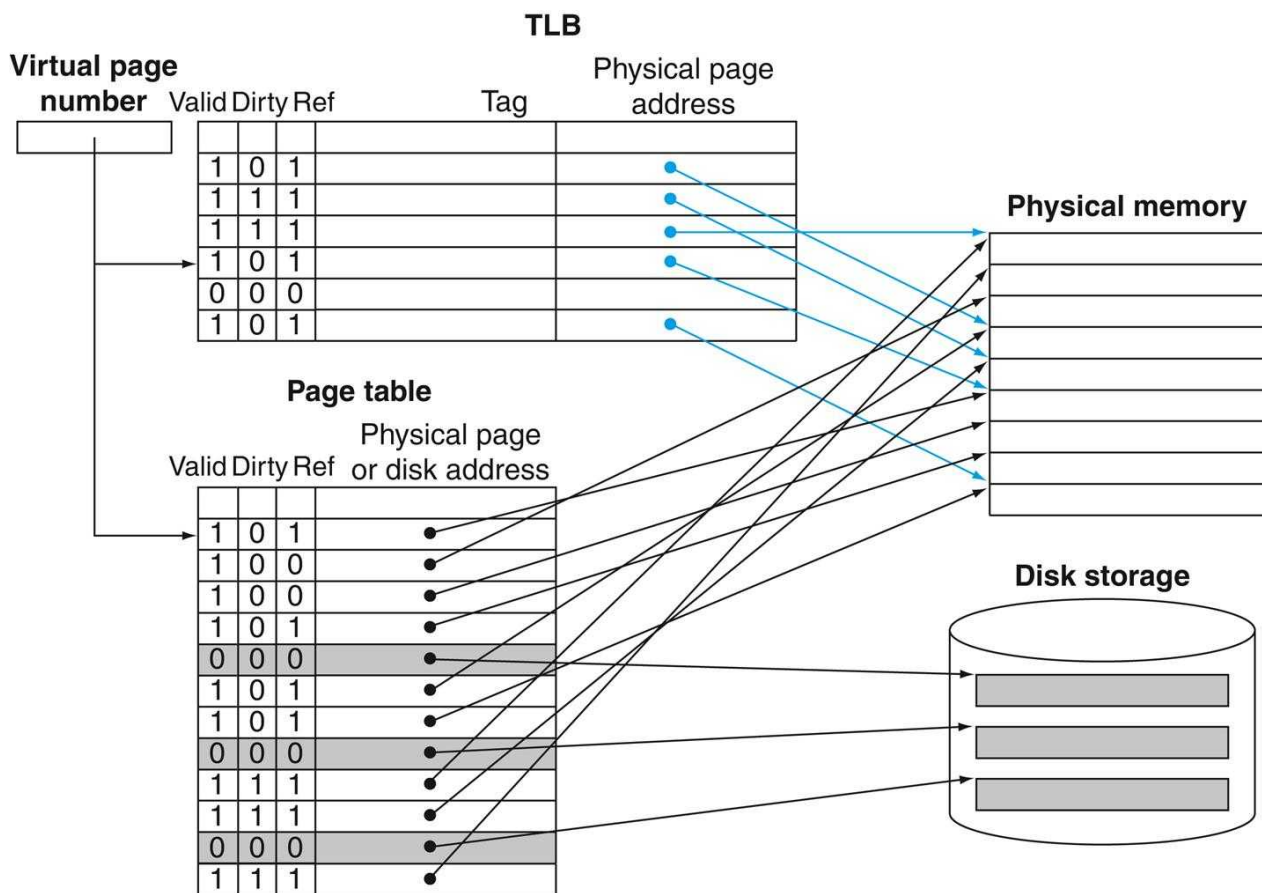 TLB
Virtual page
number
Valid Dirty Ref
Tag
Physical page
address
1 0 1
1 1 1
1 1 1
1 0 1
0 0 0
1 0 1
Physical memory
Page table
Physical page
or disk address
Valid Dirty Ref
1 0 1
1 0 0
1 0 0
1 0 1
0 0 0
1 0 1
1 0 1
0 0 0
1 1 1
1 1 1
0 0 0
1 1 1
Disk storage